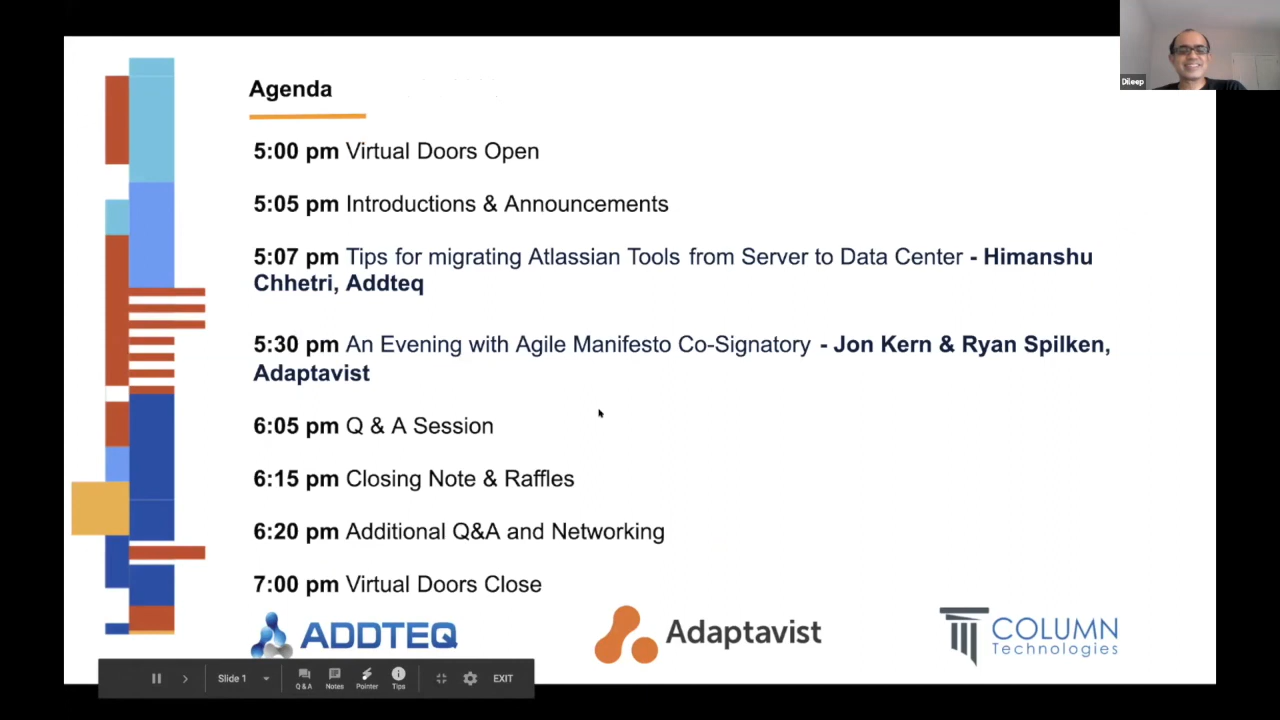 Dileep
Agenda
5:00 pm Virtual Doors Open
5:05 pm Introductions & Announcements
5:07 pm Tips for migrating Atlassian Tools from Server to Data Center - Himanshu
Chhetri, Addteq
5:30 pm An Evening with Agile Manifesto Co-Signatory - Jon Kern & Ryan Spilken,
Adaptavist
6:05 pm Q & A Session
6:15 pm Closing Note & Raffles
6:20 pm Additional Q&A and Networking
7:00 pm Virtual Doors Close
ADDTEQ
Adaptavist
COLUMN
Technologies
Slide 1
Q & A
Notes
Pointer
Tips
EXIT